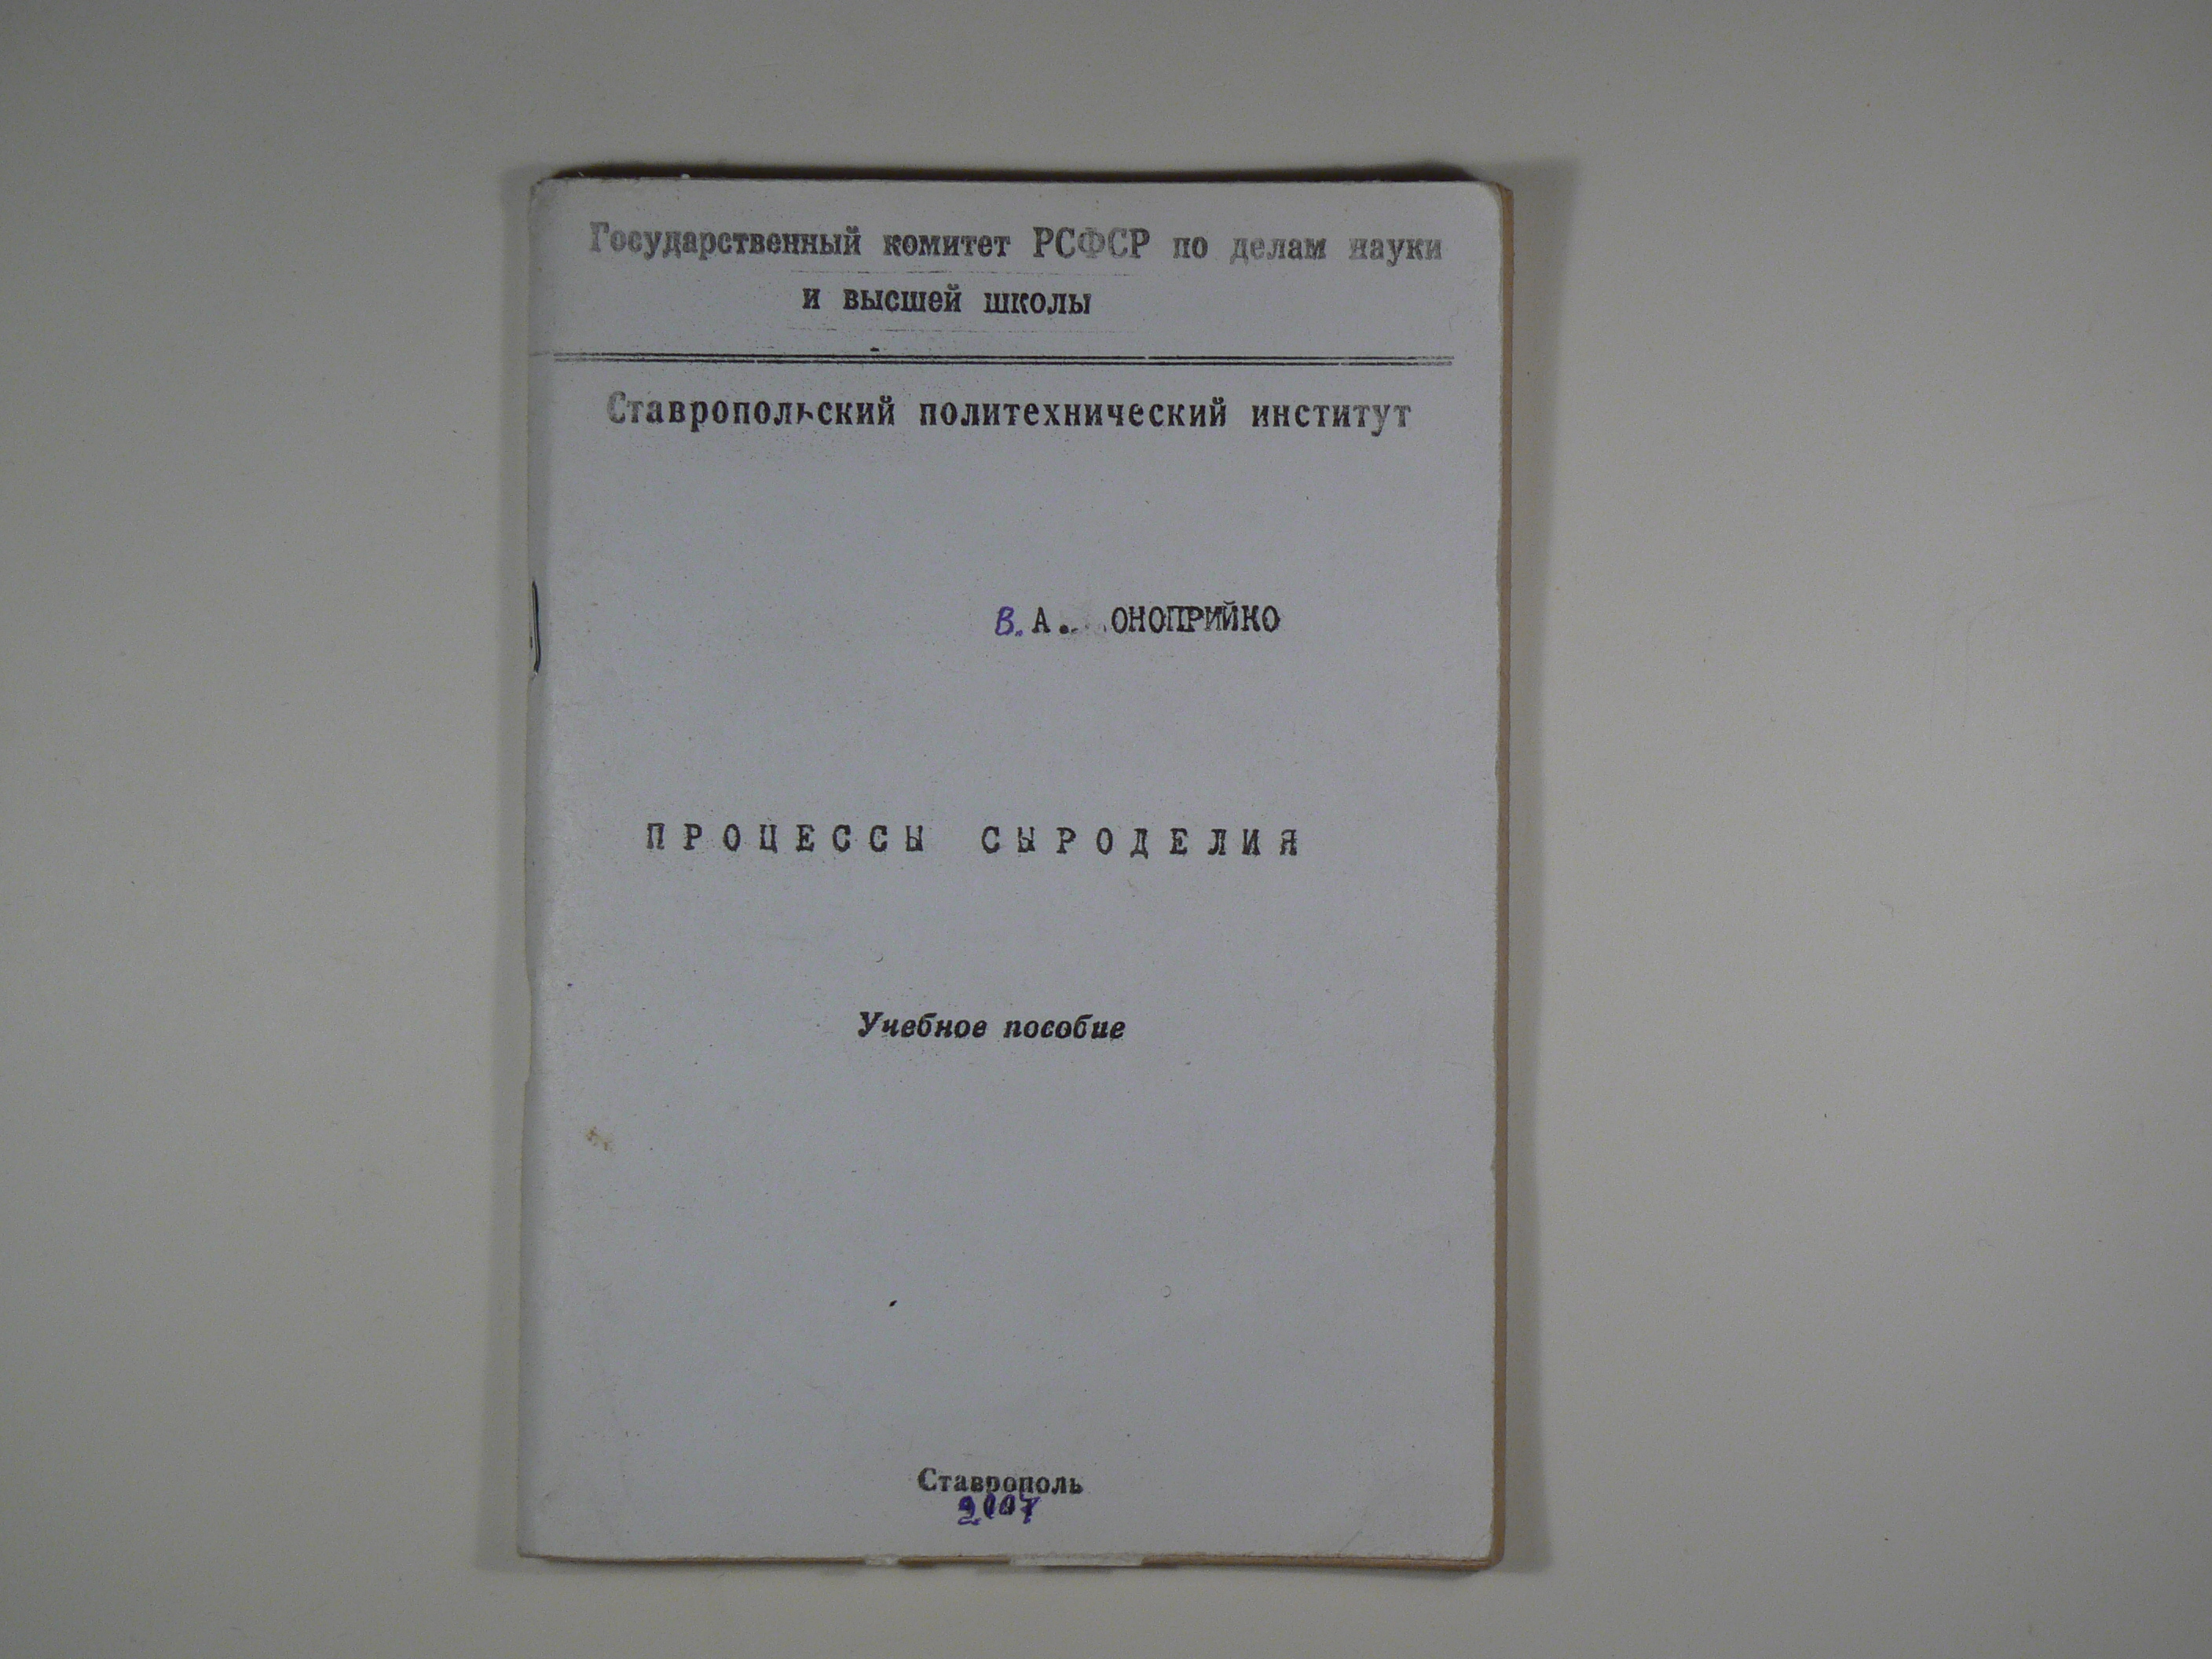 Государственный комитет РСФСР по делам науки
и высшей школы
Ставропольский политехнический институт
В.А. ОНОПРИЙКО
ПРОЦЕССЫ СЫРОДЕЛИЯ
Учебное пособие
Ставрополь